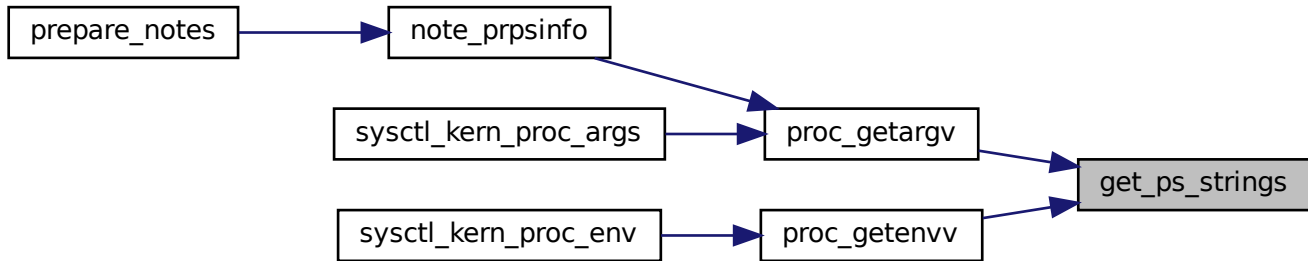 prepare_notes
note_prpsinfo
sysctl_kern_proc_args
proc_getargv
get_ps_strings
sysctl_kern_proc_env
proc_getenvv